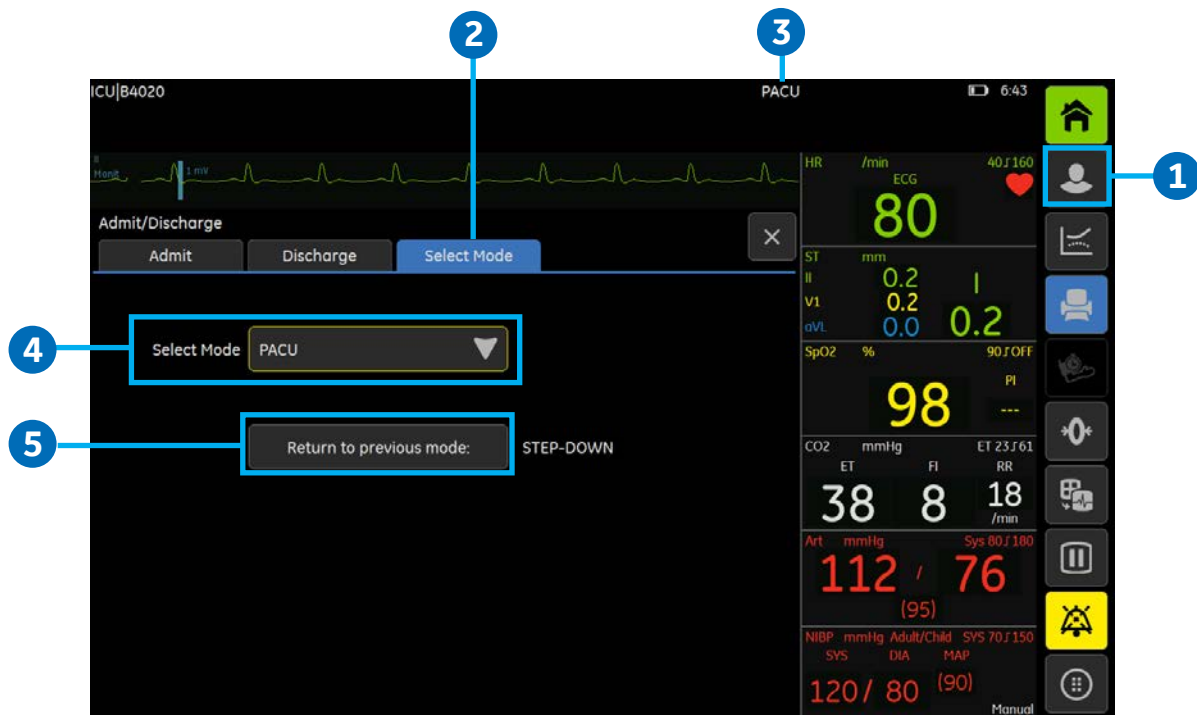 2
3
ICU|B4020
PACU
6:43
II
Monit
1 mV
HR /min 40 160
ECG
80
1
Admit/Discharge
Admit
Discharge
Select Mode
ST mm
II 0.2
V1 0.2
aVL 0.0
I
0.2
4
Select Mode
PACU
SpO2 % 90 OFF
98
PI
---
5
Return to previous mode:
STEP-DOWN
CO2 mmHg ET 23 61
ET FI RR
38 8 18
/min
Art mmHg Sys 80 180
112 / 76
(95)
NIBP mmHg Adult/Child SYS 70 150
SYS DIA MAP
120 / 80 (90)
Manual